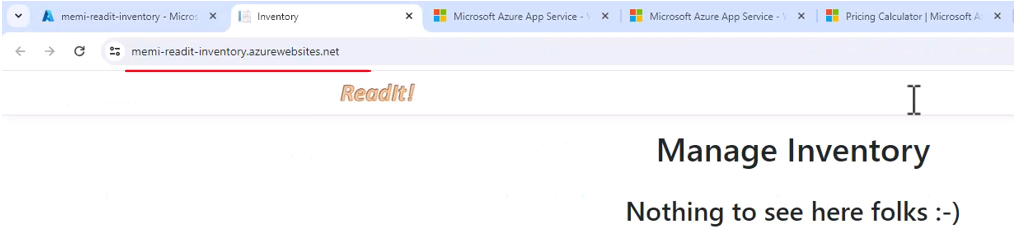 memi-readit-inventory - Micros
Inventory
Microsoft Azure App Service - 
Microsoft Azure App Service - 
Pricing Calculator | Microsoft A
memi-readit-inventory.azurewebsites.net
ReadIt!
Manage Inventory
Nothing to see here folks :-)